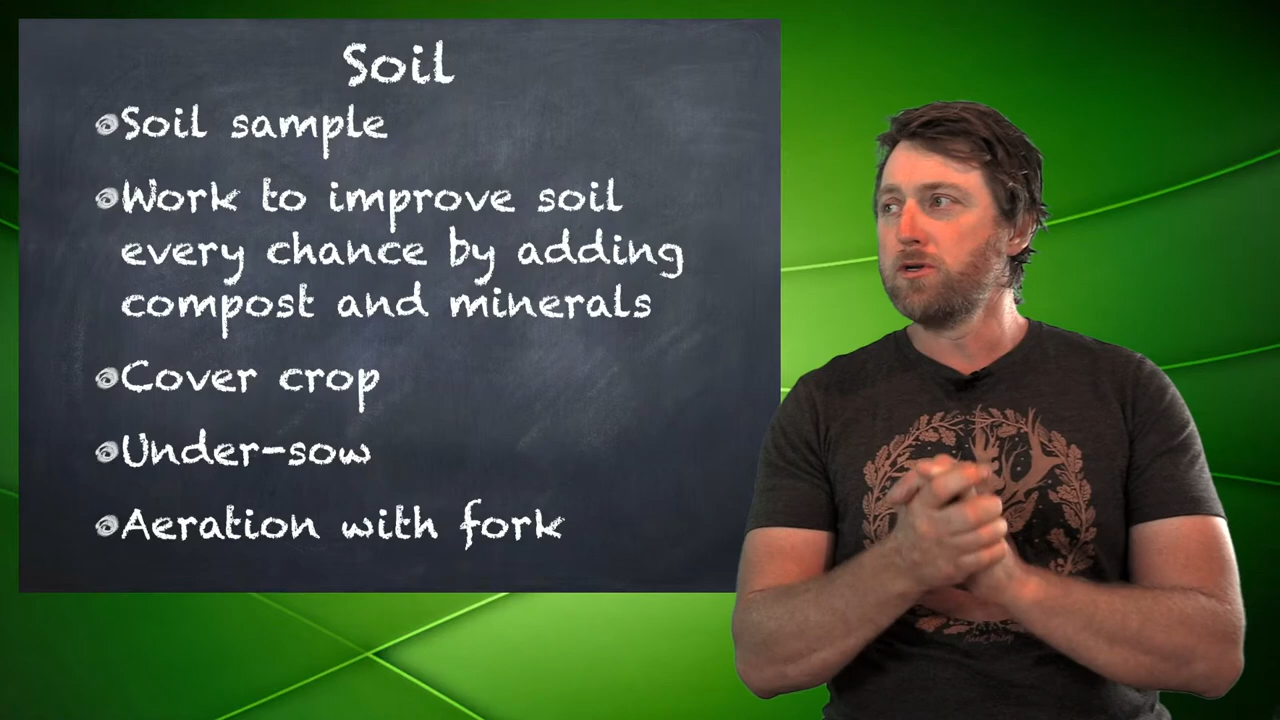 Soil
Soil sample
Work to improve soil
every chance by adding
compost and minerals
Cover crop
Under-sow
Aeration with fork